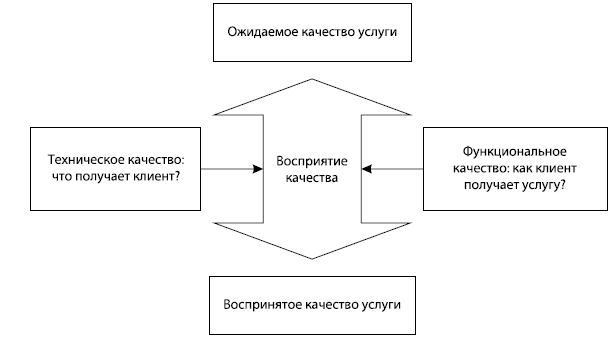 Ожидаемое качество услуги
Техническое качество:
что получает клиент?
Восприятие
качества
Функциональное
качество: как клиент
получает услугу?
Воспринятое качество услуги